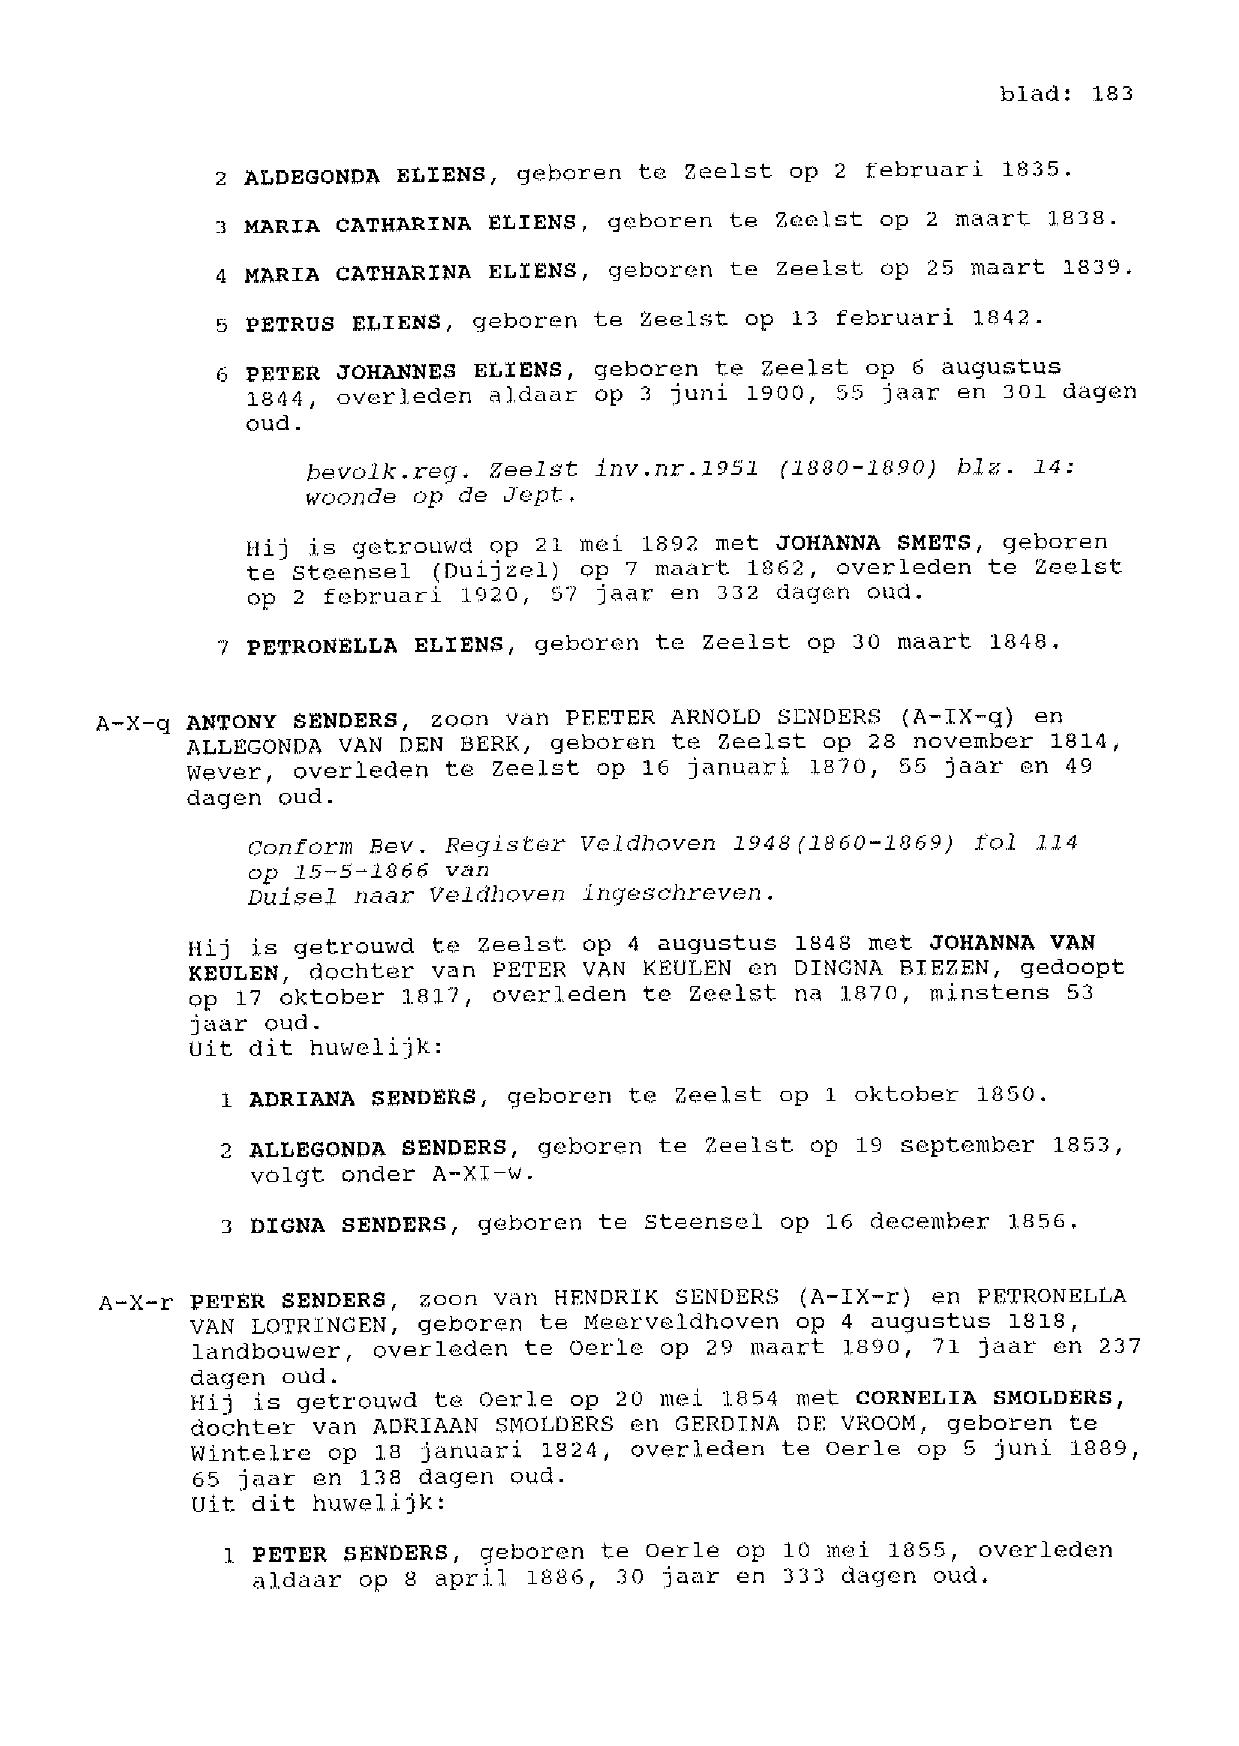 blad: 183
2 ALDEGONDA ELIENS, geboren te Zeelst op 2 februari 1835.
3 MARIA CATHARINA ELIENS, geboren te Zeelst op 2 maart 1838.
4 MARIA CATHARINA ELIENS, geboren te Zeelst op 25 maart 1839.
5 PETRUS ELIENS, geboren te Zeelst op 13 februari 1842.
6 PETER JOHANNES ELIENS, geboren te Zeelst op 6 augustus
1844, overleden aldaar op 3 juni 1900, 55 jaar en 301 dagen
oud.
bevolk.reg. Zeelst inv.nr.1951 (1880-1890) blz. 14:
woonde op de Jept.
Hij is getrouwd op 21 mei 1892 met JOHANNA SMETS, geboren
te Steensel (Duijzel) op 7 maart 1862, overleden te Zeelst
op 2 februari 1920, 57 jaar en 332 dagen oud.
7 PETRONELLA ELIENS, geboren te Zeelst op 30 maart 1848.
A-X-q ANTONY SENDERS, zoon van PEETER ARNOLD SENDERS (A-IX-q) en
ALLEGONDA VAN DEN BERK, geboren te Zeelst op 28 november 1814,
Wever, overleden te Zeelst op 16 januari 1870, 55 jaar en 49
dagen oud.
Conform Bev. Register Veldhoven 1948(1860-1869) fol 114
op 15-5-1866 van
Duisel naar Veldhoven ingeschreven.
Hij is getrouwd te Zeelst op 4 augustus 1848 met JOHANNA VAN
KEULEN, dochter van PETER VAN KEULEN en DINGNA BIEZEN, gedoopt
op 17 oktober 1817, overleden te Zeelst na 1870, minstens 53
jaar oud.
Uit dit huwelijk:
1 ADRIANA SENDERS, geboren te Zeelst op 1 oktober 1850.
2 ALLEGONDA SENDERS, geboren te Zeelst op 19 september 1853,
volgt onder A-XI-w.
3 DIGNA SENDERS, geboren te Steensel op 16 december 1856.
A-X-r PETER SENDERS, zoon van HENDRIK SENDERS (A-IX-r) en PETRONELLA
VAN LOTRINGEN, geboren te Meerveldhoven op 4 augustus 1818,
landbouwer, overleden te Oerle op 29 maart 1890, 71 jaar en 237
dagen oud.
Hij is getrouwd te Oerle op 20 mei 1854 met CORNELIA SMOLDERS,
dochter van ADRIAAN SMOLDERS en GERDINA DE VROOM, geboren te
Wintelre op 18 januari 1824, overleden te Oerle op 5 juni 1889,
65 jaar en 138 dagen oud.
Uit dit huwelijk:
1 PETER SENDERS, geboren te Oerle op 10 mei 1855, overleden
aldaar op 8 april 1886, 30 jaar en 333 dagen oud.